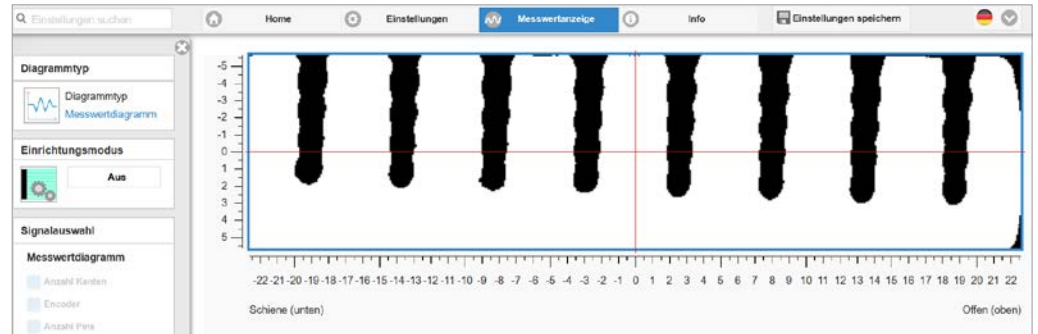 Einstellungen suchen
Home
Einstellungen
Messwertanzeige
Info
Einstellungen speichern
Diagrammtyp
Diagrammtyp
Messwertdiagramm
Einrichtungsmodus
Aus
Signalauswahl
Messwertdiagramm
Anzahl Kanten
Encoder
Anzahl Pins
-5
-4
-3
-2
-1
0
1
2
3
4
5
-22 -21 -20 -19 -18 -17 -16 -15 -14 -13 -12 -11 -10 -9 -8 -7 -6 -5 -4 -3 -2 -1 0 1 2 3 4 5 6 7 8 9 10 11 12 13 14 15 16 17 18 19 20 21 22
Schiene (unten)
Offen (oben)